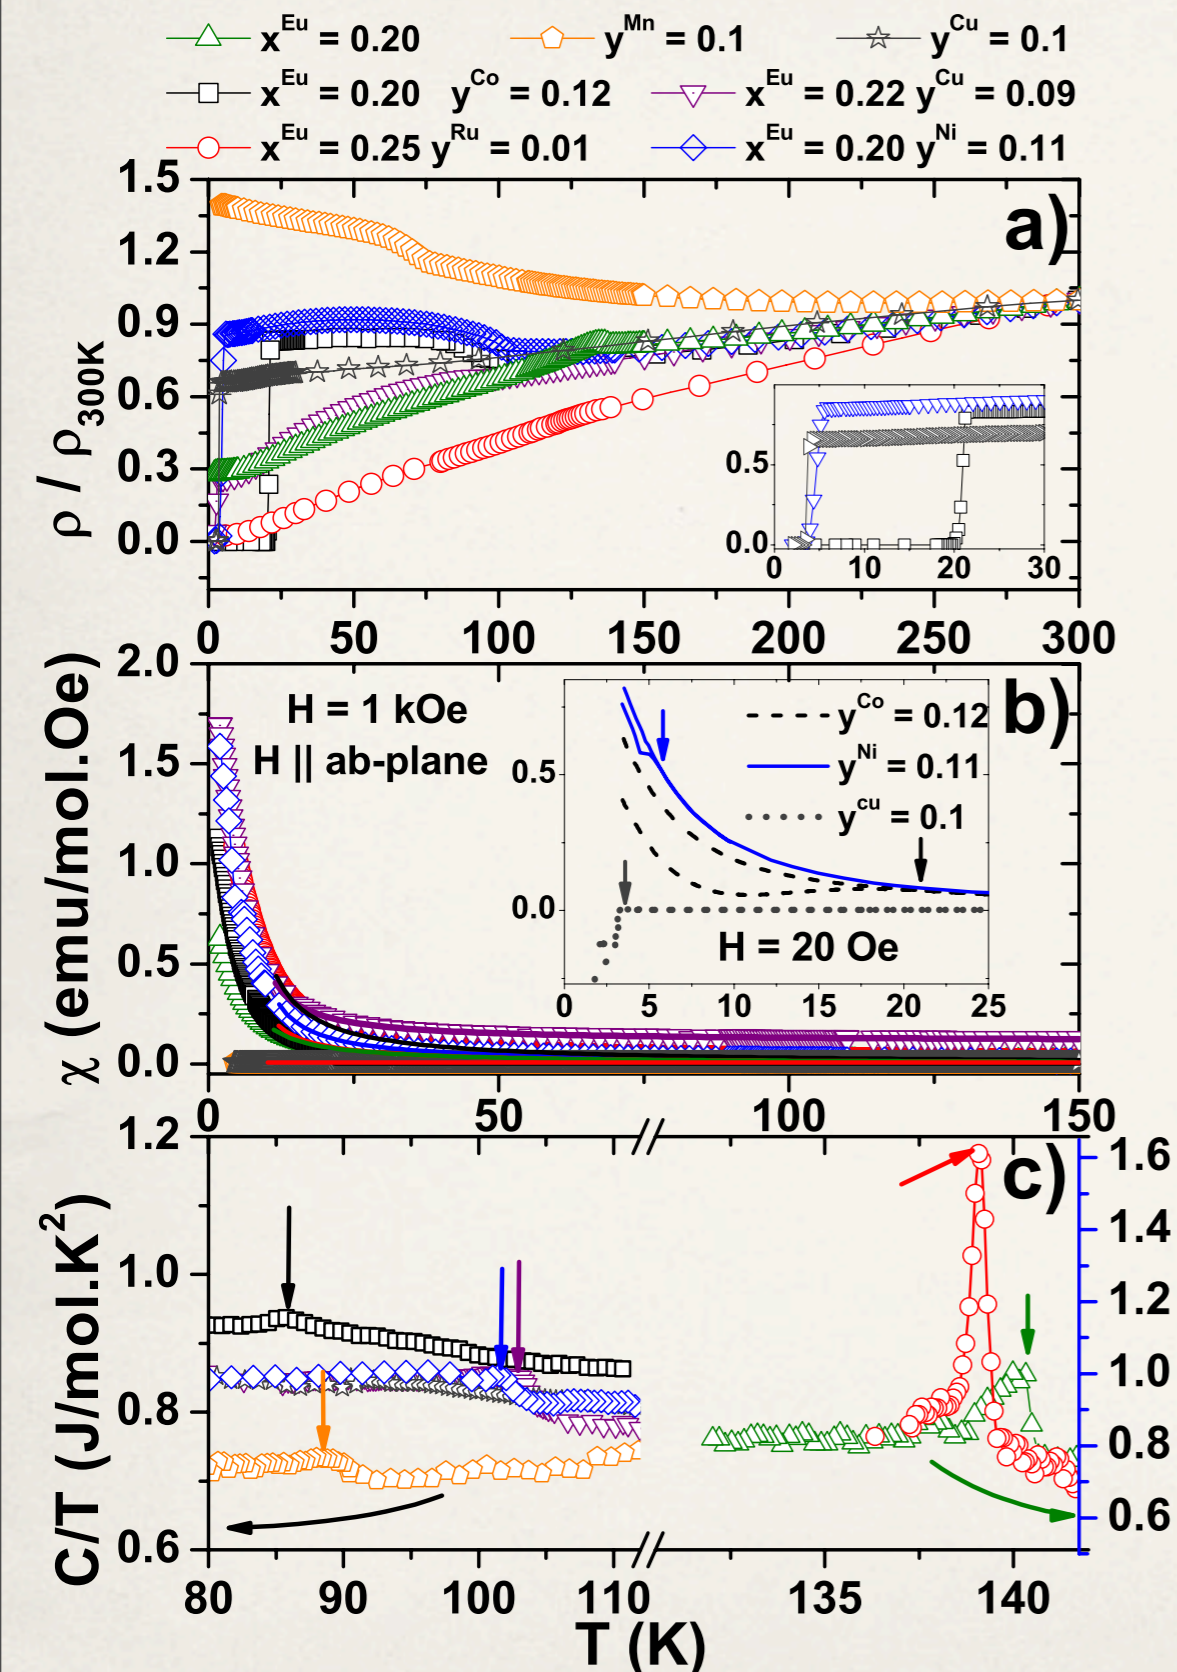 x^Eu = 0.20 y^Mn = 0.1 y^Cu = 0.1
x^Eu = 0.20 y^Co = 0.12 x^Eu = 0.22 y^Cu = 0.09
x^Eu = 0.25 y^Ru = 0.01 x^Eu = 0.20 y^Ni = 0.11
a)
ρ / ρ300K
1.5
1.2
0.9
0.6
0.3
0.0
0.5
0.0
0 10 20 30
0 50 100 150 200 250 300
b)
χ (emu/mol.Oe)
2.0
1.5
1.0
0.5
0.0
H = 1 kOe
H || ab-plane
y^Co = 0.12
y^Ni = 0.11
y^cu = 0.1
0.5
0.0
H = 20 Oe
0 5 10 15 20 25
0 50 100 150
c)
C/T (J/mol.K²)
1.2
1.0
0.8
0.6
1.6
1.4
1.2
1.0
0.8
0.6
80 90 100 110 135 140
T (K)